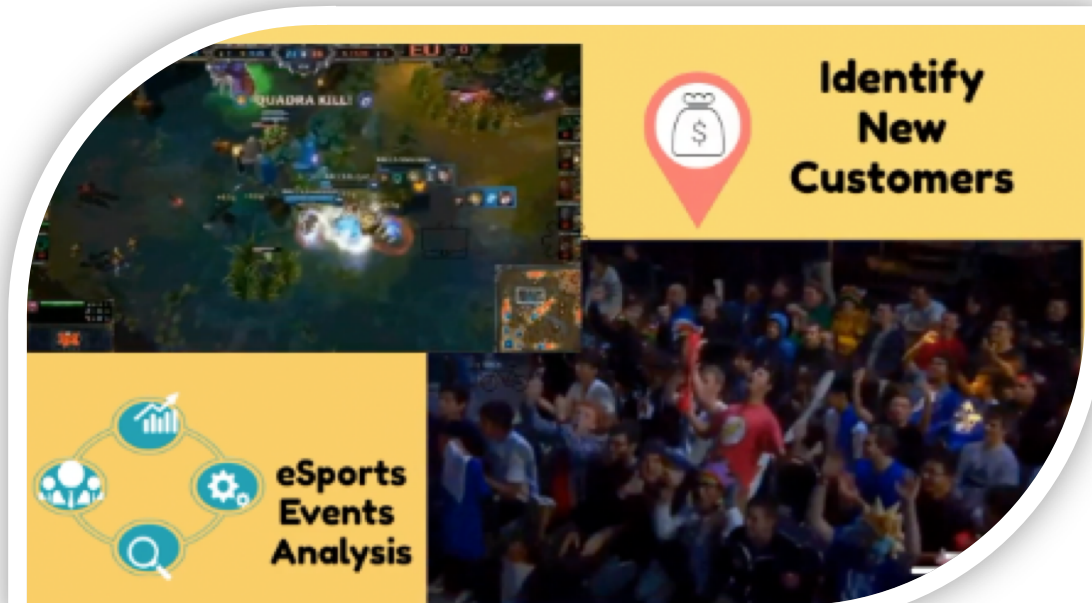 EU
QUADRA KILL!
Identify
New
Customers
$
eSports
Events
Analysis